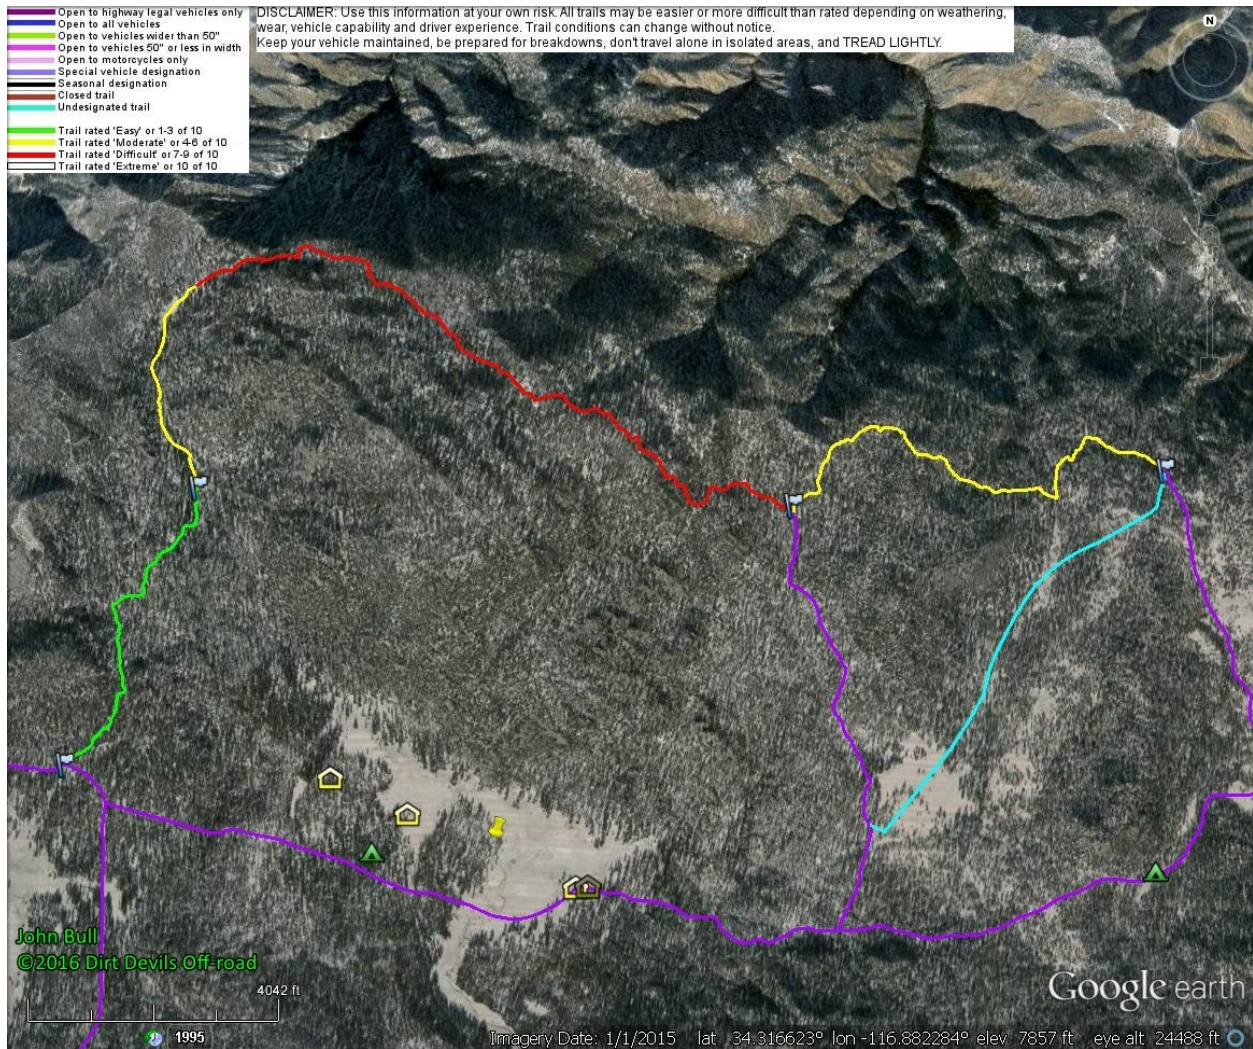 Open to highway legal vehicles only
Open to all vehicles
Open to vehicles wider than 50"
Open to vehicles 50" or less in width
Open to motorcycles only
Special vehicle designation
Seasonal designation
Closed trail
Undesignated trail
Trail rated 'Easy' or 1-3 of 10
Trail rated 'Moderate' or 4-6 of 10
Trail rated 'Difficult' or 7-9 of 10
Trail rated 'Extreme' or 10 of 10
DISCLAIMER: Use this information at your own risk. All trails may be easier or more difficult than rated depending on weathering,
wear, vehicle capability and driver experience. Trail conditions can change without notice.
Keep your vehicle maintained, be prepared for breakdowns, don't travel alone in isolated areas, and TREAD LIGHTLY.
N
John Bull
©2016 Dirt Devils Off-road
4042 ft
Google earth
1995
Imagery Date: 1/1/2015 lat 34.316623° lon -116.882284° elev 7857 ft eye alt 24488 ft